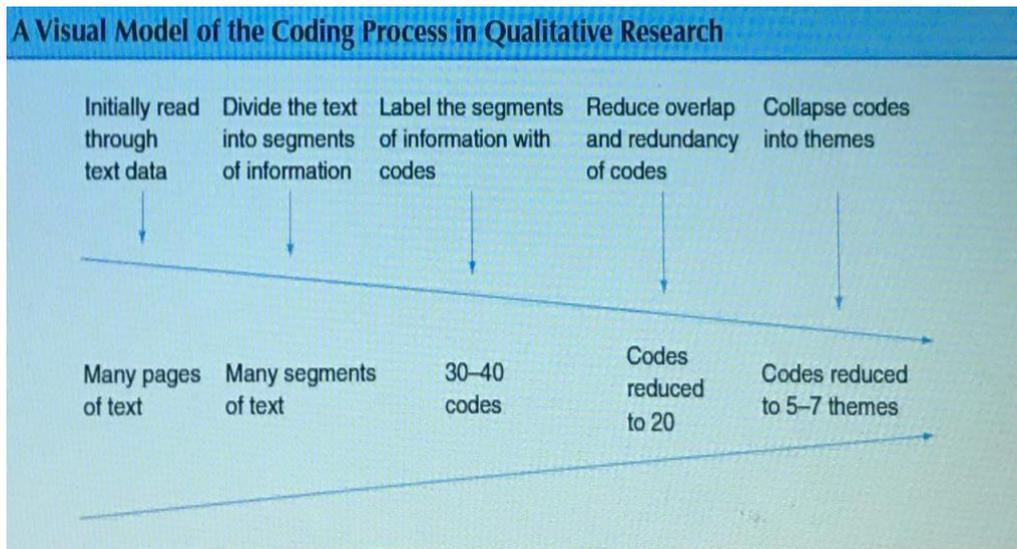 A Visual Model of the Coding Process in Qualitative Research
Initially read
through
text data
Divide the text
into segments
of information
Label the segments
of information with
codes
Reduce overlap
and redundancy
of codes
Collapse codes
into themes
Many pages
of text
Many segments
of text
30–40
codes
Codes
reduced
to 20
Codes reduced
to 5–7 themes